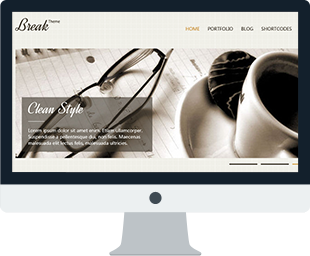 Break Theme
HOME PORTFOLIO BLOG SHORTCODES
Clean Style
Lorem ipsum dolor sit amet enim. Etiam ullamcorper.
Suspendisse a pellentesque dui, non felis. Maecenas
malesuada elit lectus felis, malesuada ultricies.